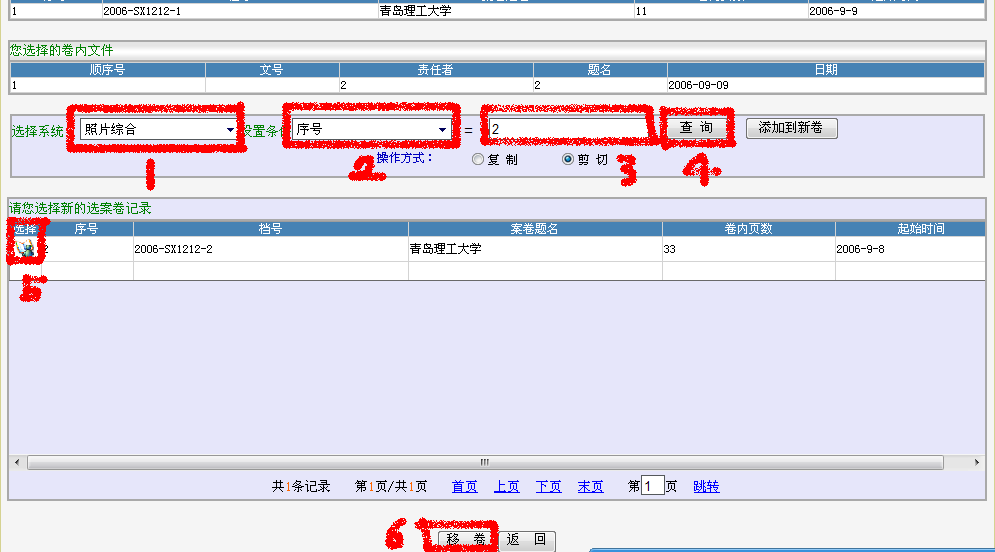 1 2006-SX1212-1 青岛理工大学 11 2006-9-9
您选择的卷内文件
顺序号 文号 责任者 题名 日期
1 2 2 2006-09-09
选择系统 照片综合 设置条 序号 = 2 查 询 添加到新卷
1 2 操作方式： 复 制 剪 切 3 4
请您选择新的选案卷记录
选择 序号 档号 案卷题名 卷内页数 起始时间
2 2006-SX1212-2 青岛理工大学 33 2006-9-8
5
共1条记录 第1页/共1页 首页 上页 下页 末页 第1页 跳转
6 移 卷 返 回